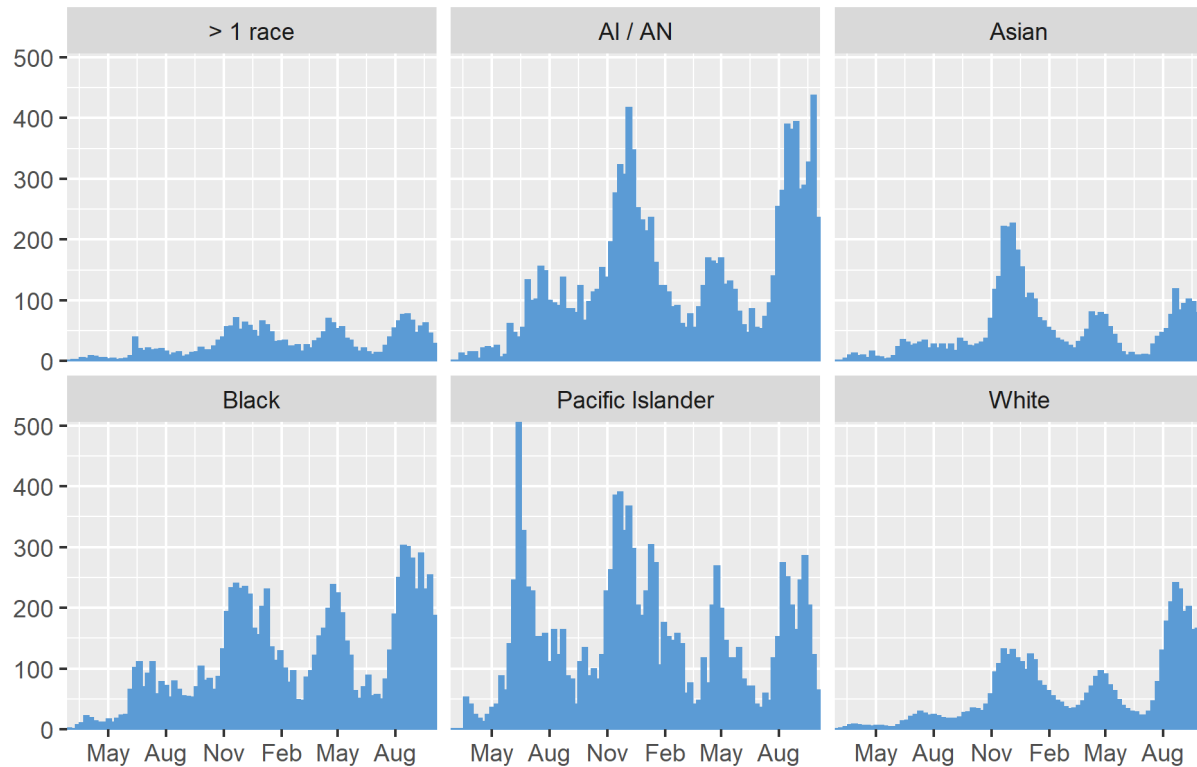 > 1 race
AI / AN
Asian
500
400
300
200
100
0
Black
Pacific Islander
White
500
400
300
200
100
0
May Aug Nov Feb May Aug
May Aug Nov Feb May Aug
May Aug Nov Feb May Aug